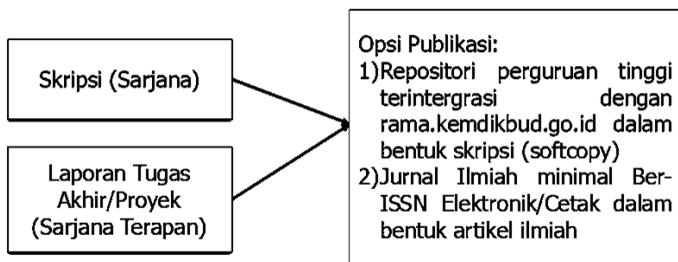 Skripsi (Sarjana)
Laporan Tugas
Akhir/Proyek
(Sarjana Terapan)
Opsi Publikasi:
1)Repositori perguruan tinggi
terintergrasi dengan
rama.kemdikbud.go.id dalam
bentuk skripsi (softcopy)
2)Jurnal Ilmiah minimal Ber-
ISSN Elektronik/Cetak dalam
bentuk artikel ilmiah